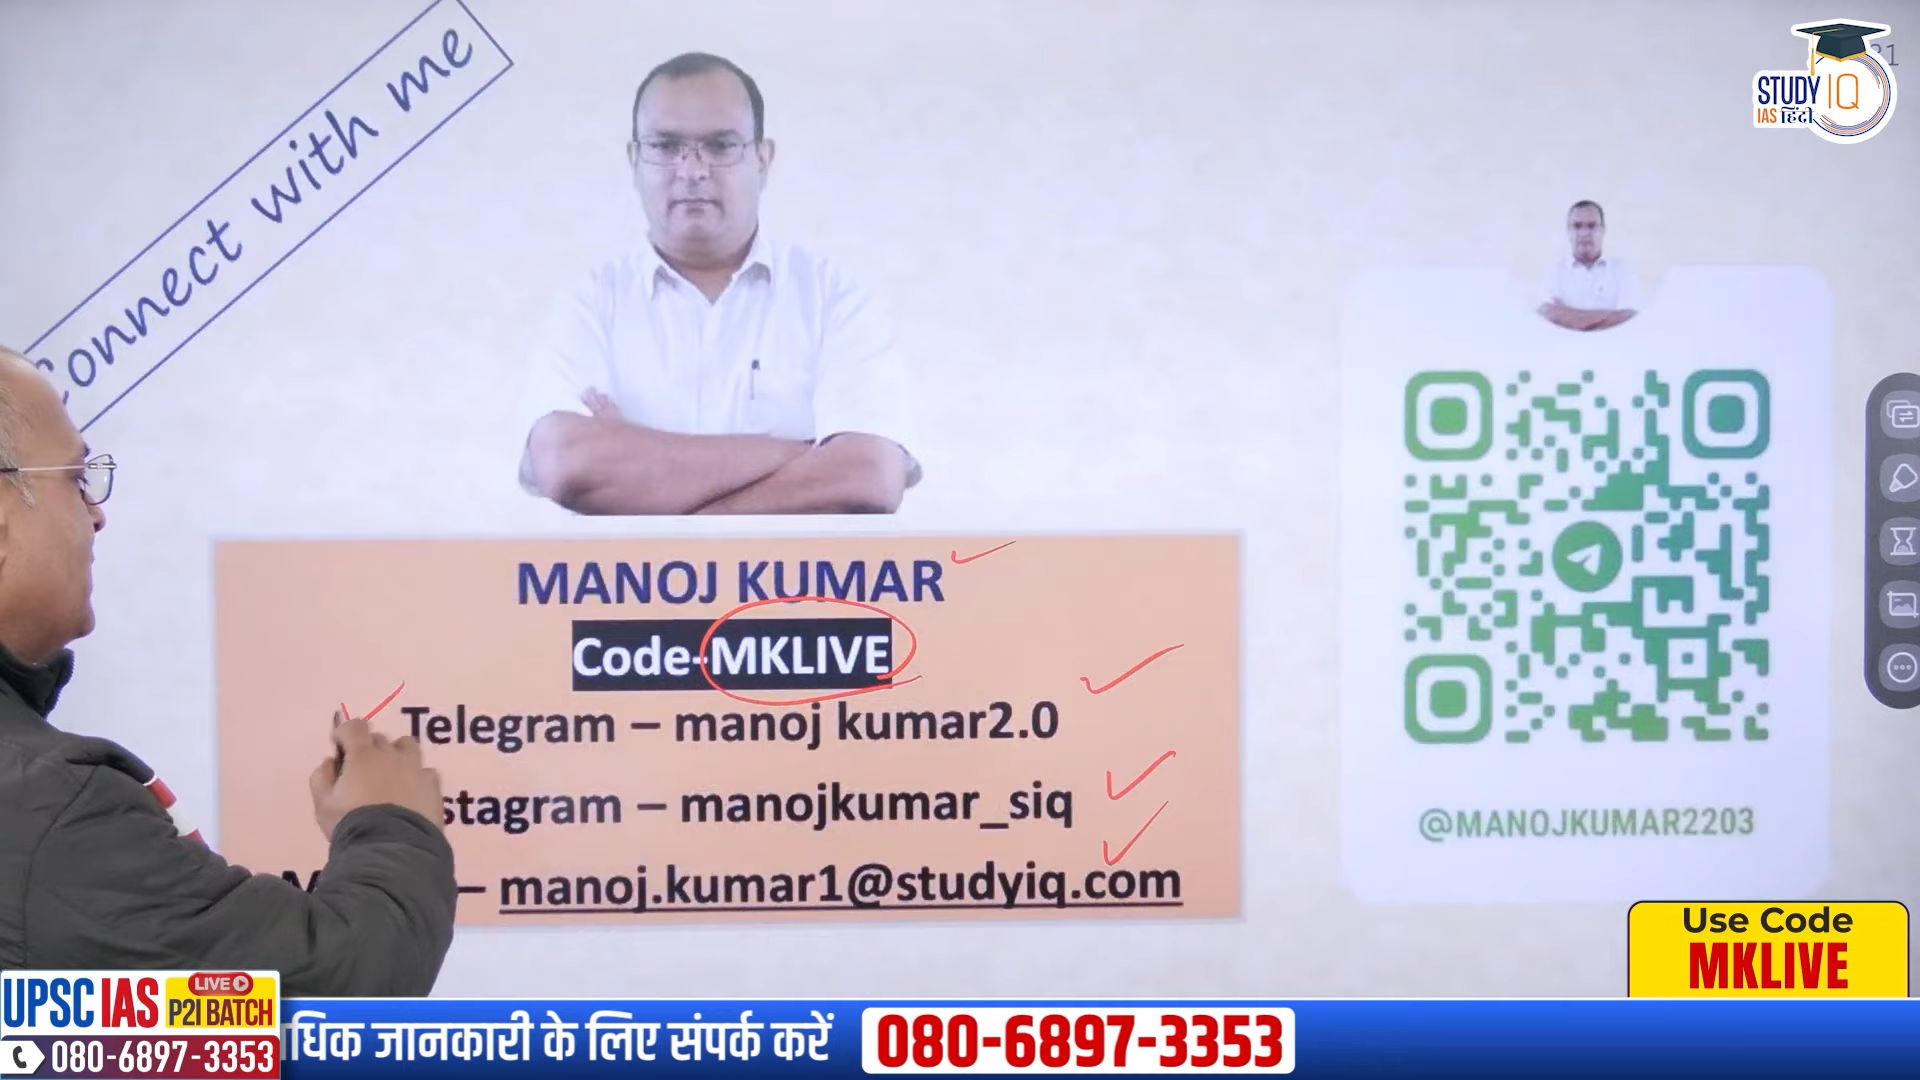 Connect with me
STUDY IQ
IAS हिंदी
MANOJ KUMAR
Code-MKLIVE
Telegram – manoj kumar2.0
stagram – manojkumar_siq
– manoj.kumar1@studyiq.com
@MANOJKUMAR2203
Use Code
MKLIVE
UPSC IAS LIVE P2I BATCH
080-6897-3353
धिक जानकारी के लिए संपर्क करें 080-6897-3353